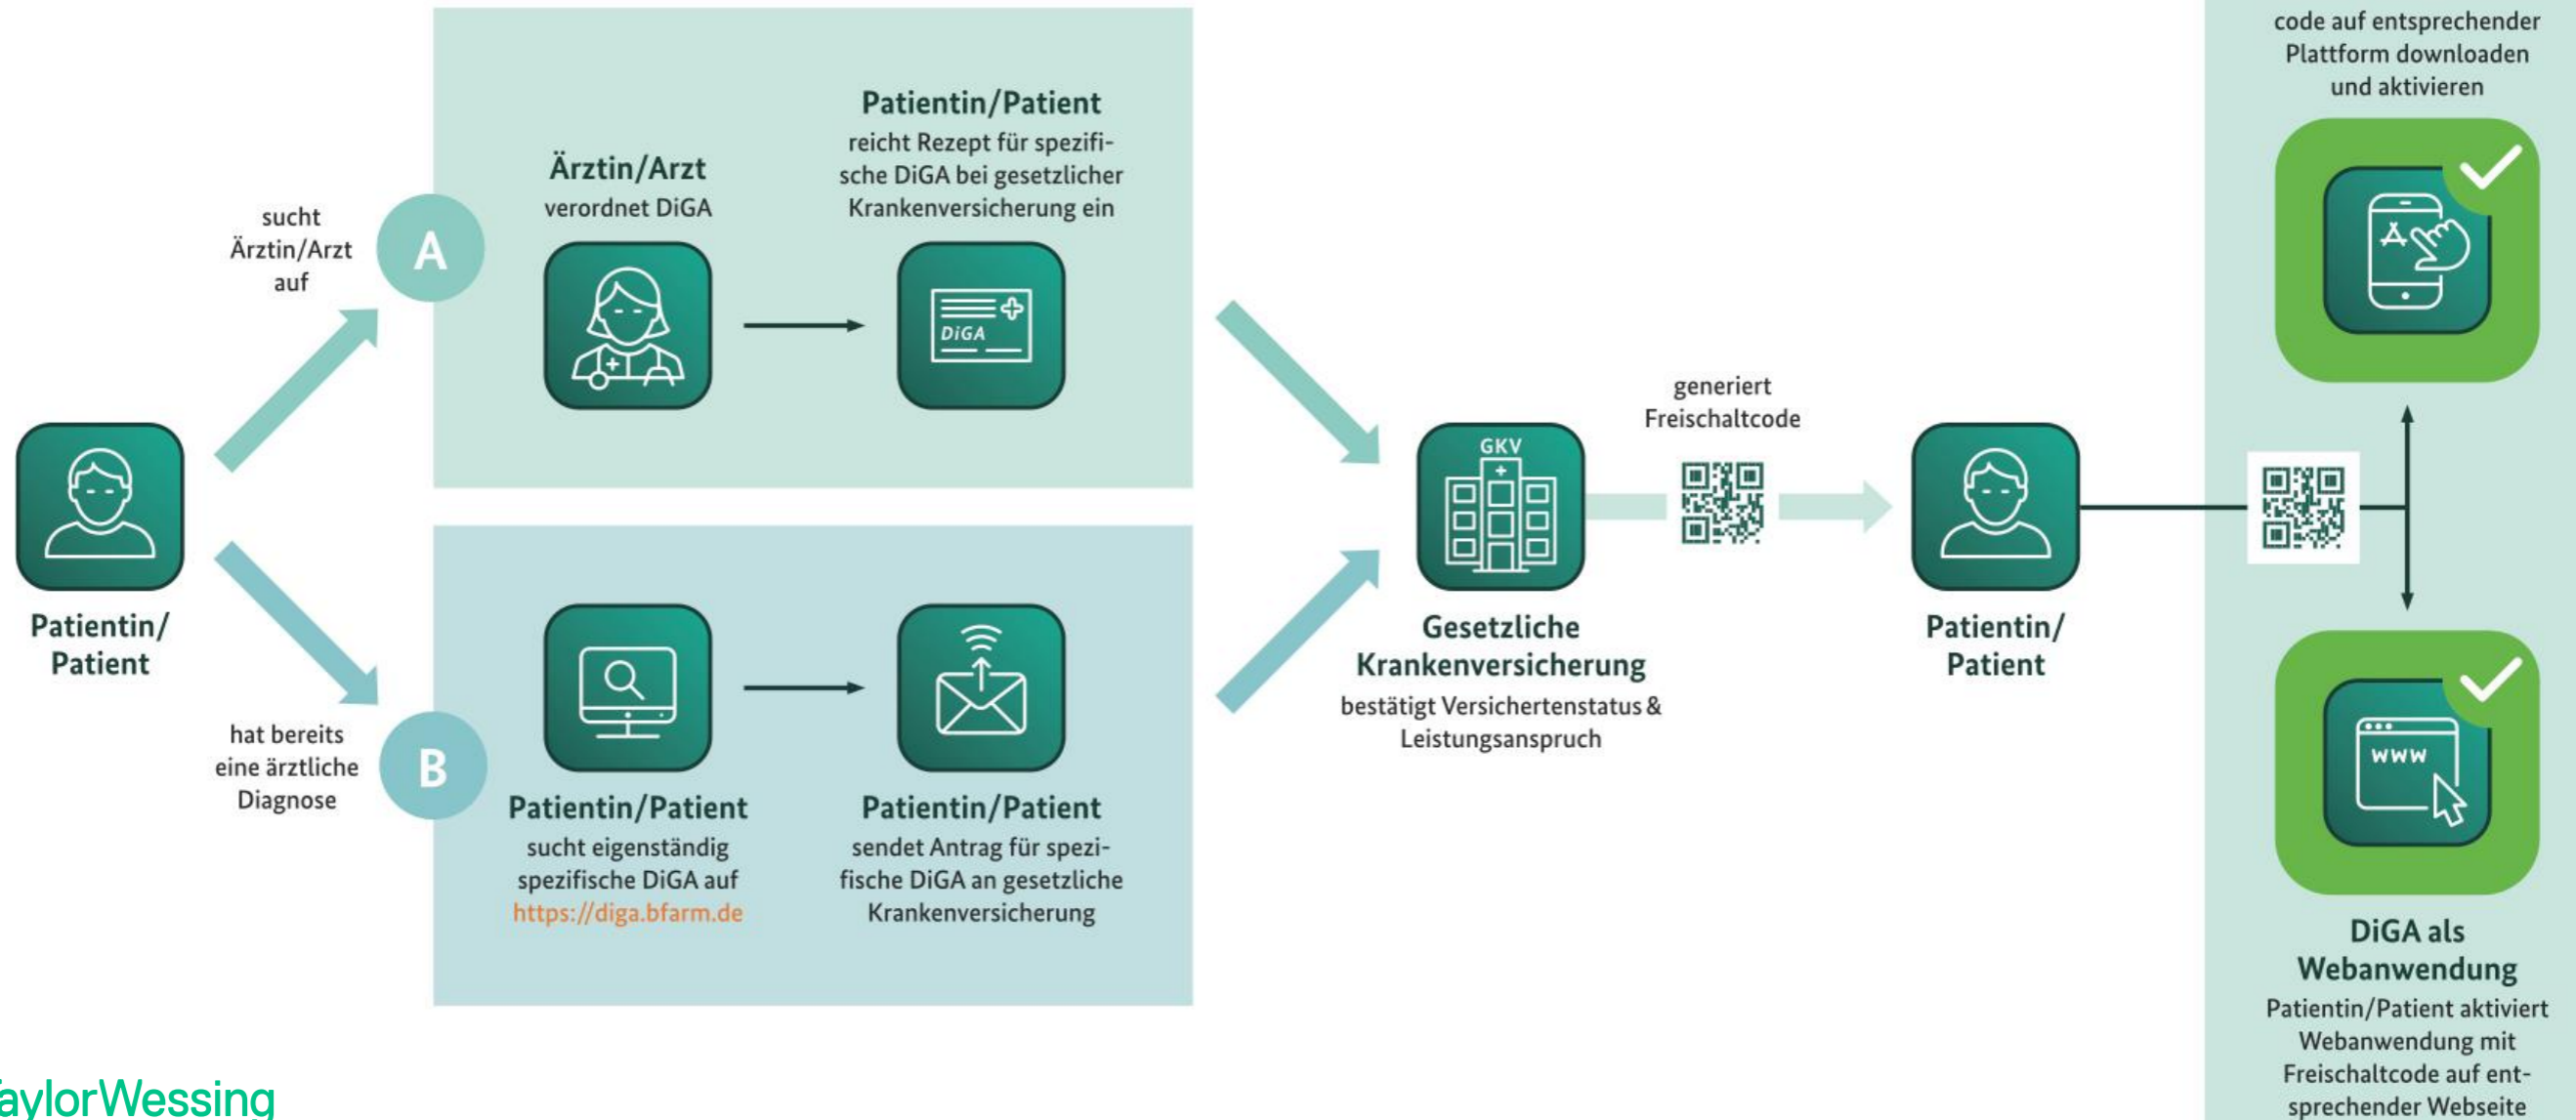 sucht
Ärztin/Arzt
auf
A
Ärztin/Arzt
verordnet DiGA
Patientin/Patient
reicht Rezept für spezifi-
sche DiGA bei gesetzlicher
Krankenversicherung ein
DiGA
Patientin/
Patient
hat bereits
eine ärztliche
Diagnose
B
Patientin/Patient
sucht eigenständig
spezifische DiGA auf
https://diga.bfarm.de
Patientin/Patient
sendet Antrag für spezi-
fische DiGA an gesetzliche
Krankenversicherung
GKV
Gesetzliche
Krankenversicherung
bestätigt Versichertenstatus &
Leistungsanspruch
generiert
Freischaltcode
Patientin/
Patient
code auf entsprechender
Plattform downloaden
und aktivieren
www
DiGA als
Webanwendung
Patientin/Patient aktiviert
Webanwendung mit
Freischaltcode auf ent-
sprechender Webseite
TaylorWessing